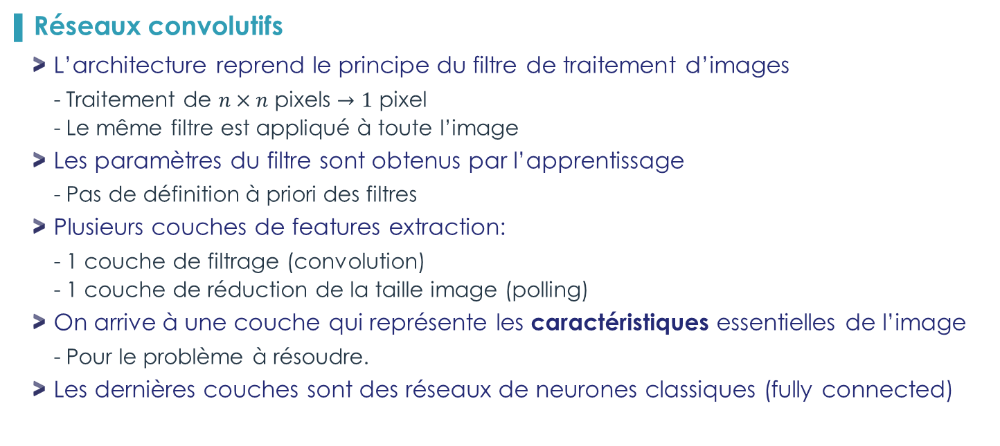 Réseaux convolutifs
> L’architecture reprend le principe du filtre de traitement d’images
- Traitement de n × n pixels → 1 pixel
- Le même filtre est appliqué à toute l’image
> Les paramètres du filtre sont obtenus par l’apprentissage
- Pas de définition à priori des filtres
> Plusieurs couches de features extraction:
- 1 couche de filtrage (convolution)
- 1 couche de réduction de la taille image (polling)
> On arrive à une couche qui représente les caractéristiques essentielles de l’image
- Pour le problème à résoudre.
> Les dernières couches sont des réseaux de neurones classiques (fully connected)